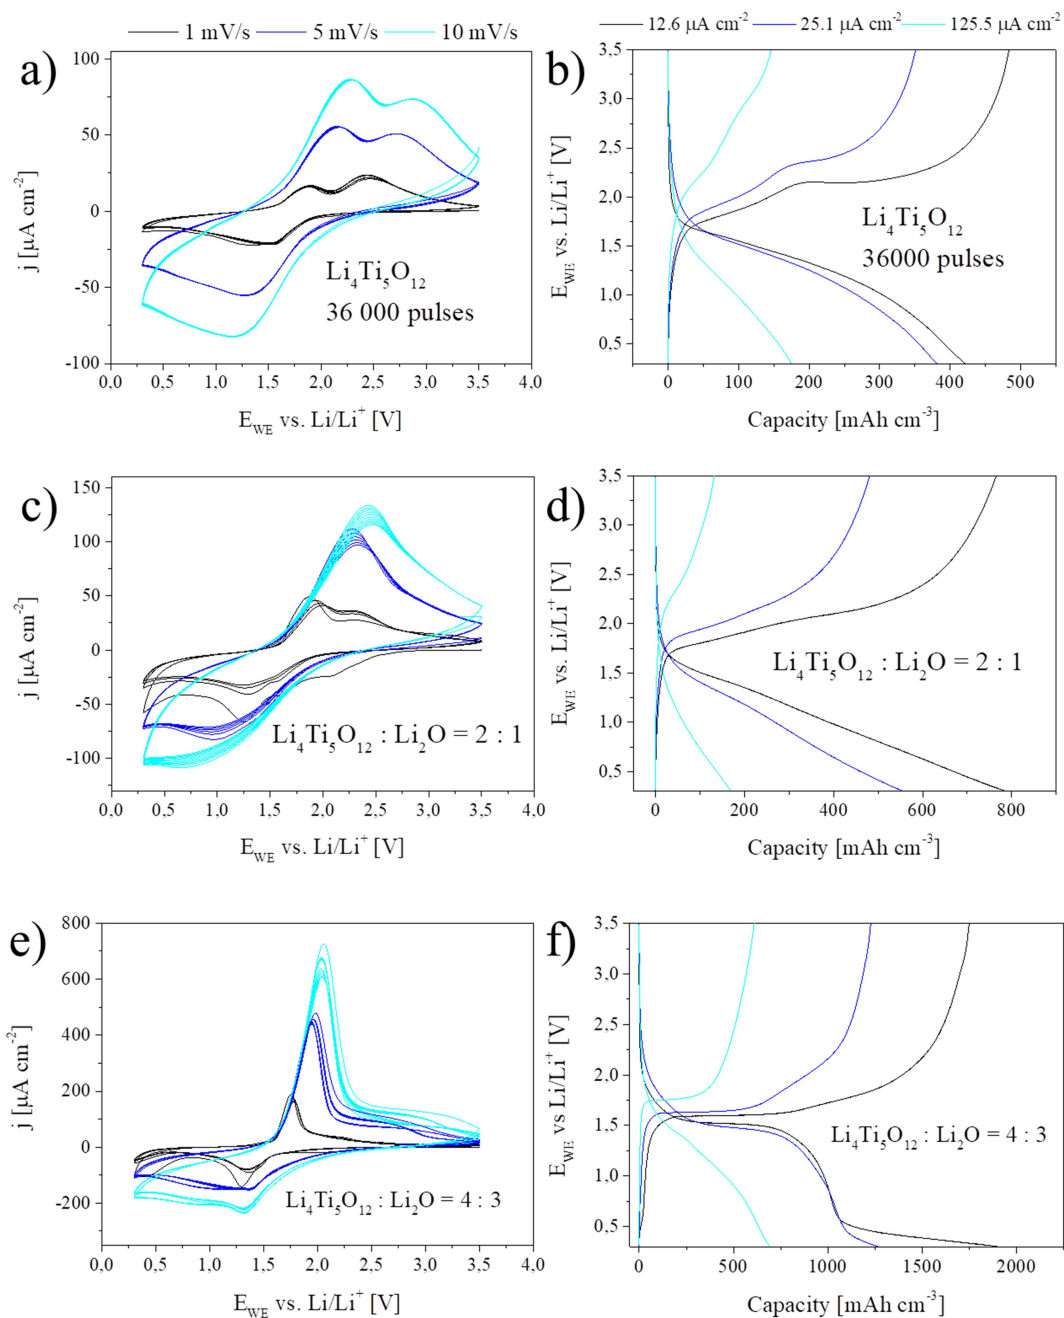 1 mV/s 5 mV/s 10 mV/s
12.6 µA cm⁻² 25.1 µA cm⁻² 125.5 µA cm⁻²
a)
100
50
0
-50
-100
j [µA cm⁻²]
Li₄Ti₅O₁₂
36 000 pulses
0,0 0,5 1,0 1,5 2,0 2,5 3,0 3,5 4,0
E_WE vs. Li/Li⁺ [V]
b)
3.5
3.0
2.5
2.0
1.5
1.0
0.5
E_WE vs. Li/Li⁺ [V]
Li₄Ti₅O₁₂
36000 pulses
0 100 200 300 400 500
Capacity [mAh cm⁻³]
c)
150
100
50
0
-50
-100
j [µA cm⁻²]
Li₄Ti₅O₁₂ : Li₂O = 2 : 1
0,0 0,5 1,0 1,5 2,0 2,5 3,0 3,5 4,0
E_WE vs. Li/Li⁺ [V]
d)
3.5
3.0
2.5
2.0
1.5
1.0
0.5
E_WE vs. Li/Li⁺ [V]
Li₄Ti₅O₁₂ : Li₂O = 2 : 1
0 200 400 600 800
Capacity [mAh cm⁻³]
e)
800
600
400
200
0
-200
j [µA cm⁻²]
Li₄Ti₅O₁₂ : Li₂O = 4 : 3
0,0 0,5 1,0 1,5 2,0 2,5 3,0 3,5 4,0
E_WE vs. Li/Li⁺ [V]
f)
3.5
3.0
2.5
2.0
1.5
1.0
0.5
E_WE vs Li/Li⁺ [V]
Li₄Ti₅O₁₂ : Li₂O = 4 : 3
0 500 1000 1500 2000
Capacity [mAh cm⁻³]